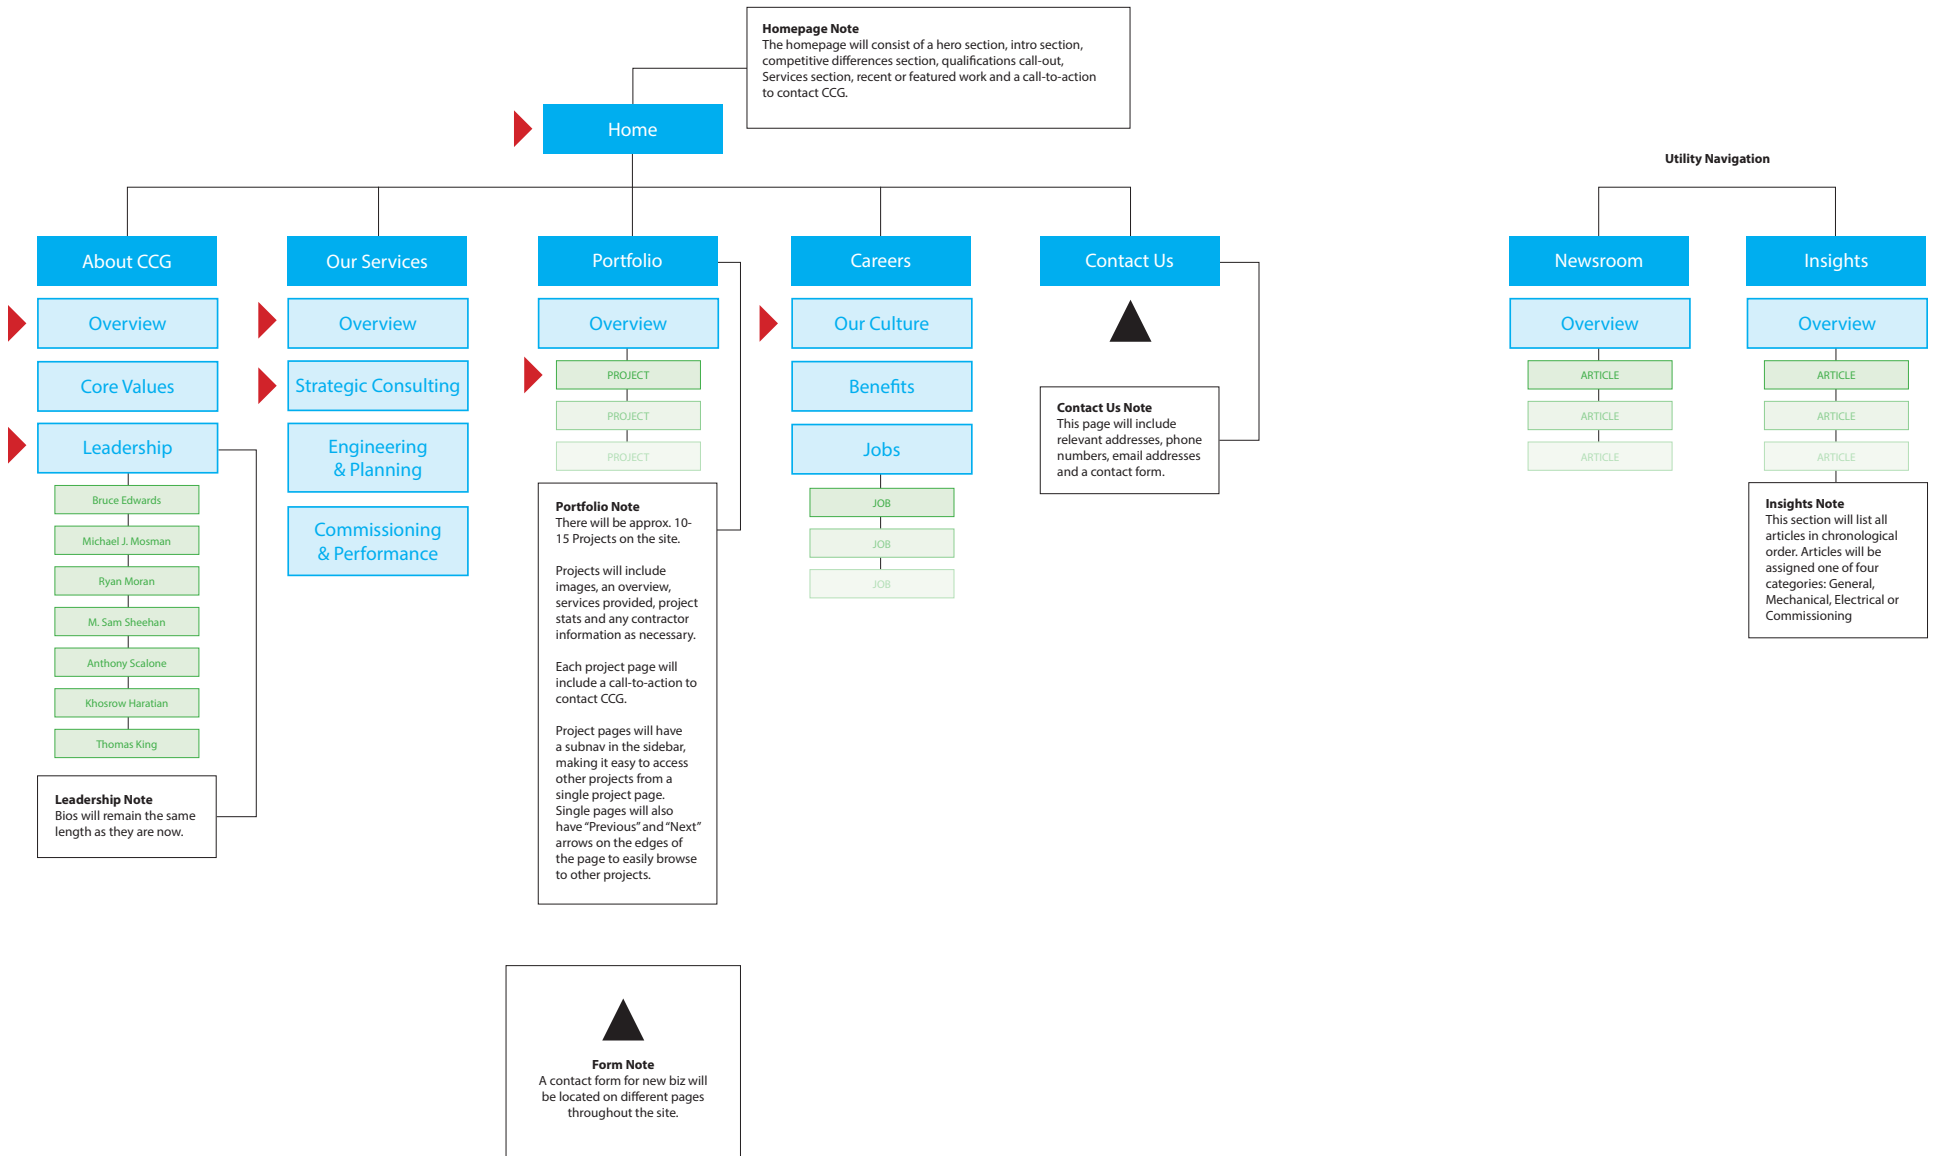 Homepage Note
The homepage will consist of a hero section, intro section,
competitive differences section, qualifications call-out,
Services section, recent or featured work and a call-to-action
to contact CCG.
Home
Utility Navigation
About CCG
Our Services
Portfolio
Careers
Contact Us
Newsroom
Insights
Overview
Core Values
Leadership
Bruce Edwards
Michael J. Mosman
Ryan Moran
M. Sam Sheehan
Anthony Scalone
Khosrow Haratian
Thomas King
Leadership Note
Bios will remain the same
length as they are now.
Overview
Strategic Consulting
Engineering
& Planning
Commissioning
& Performance
Overview
PROJECT
PROJECT
PROJECT
Portfolio Note
There will be approx. 10-
15 Projects on the site.
Projects will include
images, an overview,
services provided, project
stats and any contractor
information as necessary.
Each project page will
include a call-to-action to
contact CCG.
Project pages will have
a subnav in the sidebar,
making it easy to access
other projects from a
single project page.
Single pages will also
have “Previous” and “Next”
arrows on the edges of
the page to easily browse
to other projects.
Our Culture
Benefits
Jobs
JOB
JOB
JOB
Contact Us Note
This page will include
relevant addresses, phone
numbers, email addresses
and a contact form.
Overview
ARTICLE
ARTICLE
ARTICLE
Overview
ARTICLE
ARTICLE
ARTICLE
Insights Note
This section will list all
articles in chronological
order. Articles will be
assigned one of four
categories: General,
Mechanical, Electrical or
Commissioning
Form Note
A contact form for new biz will
be located on different pages
throughout the site.